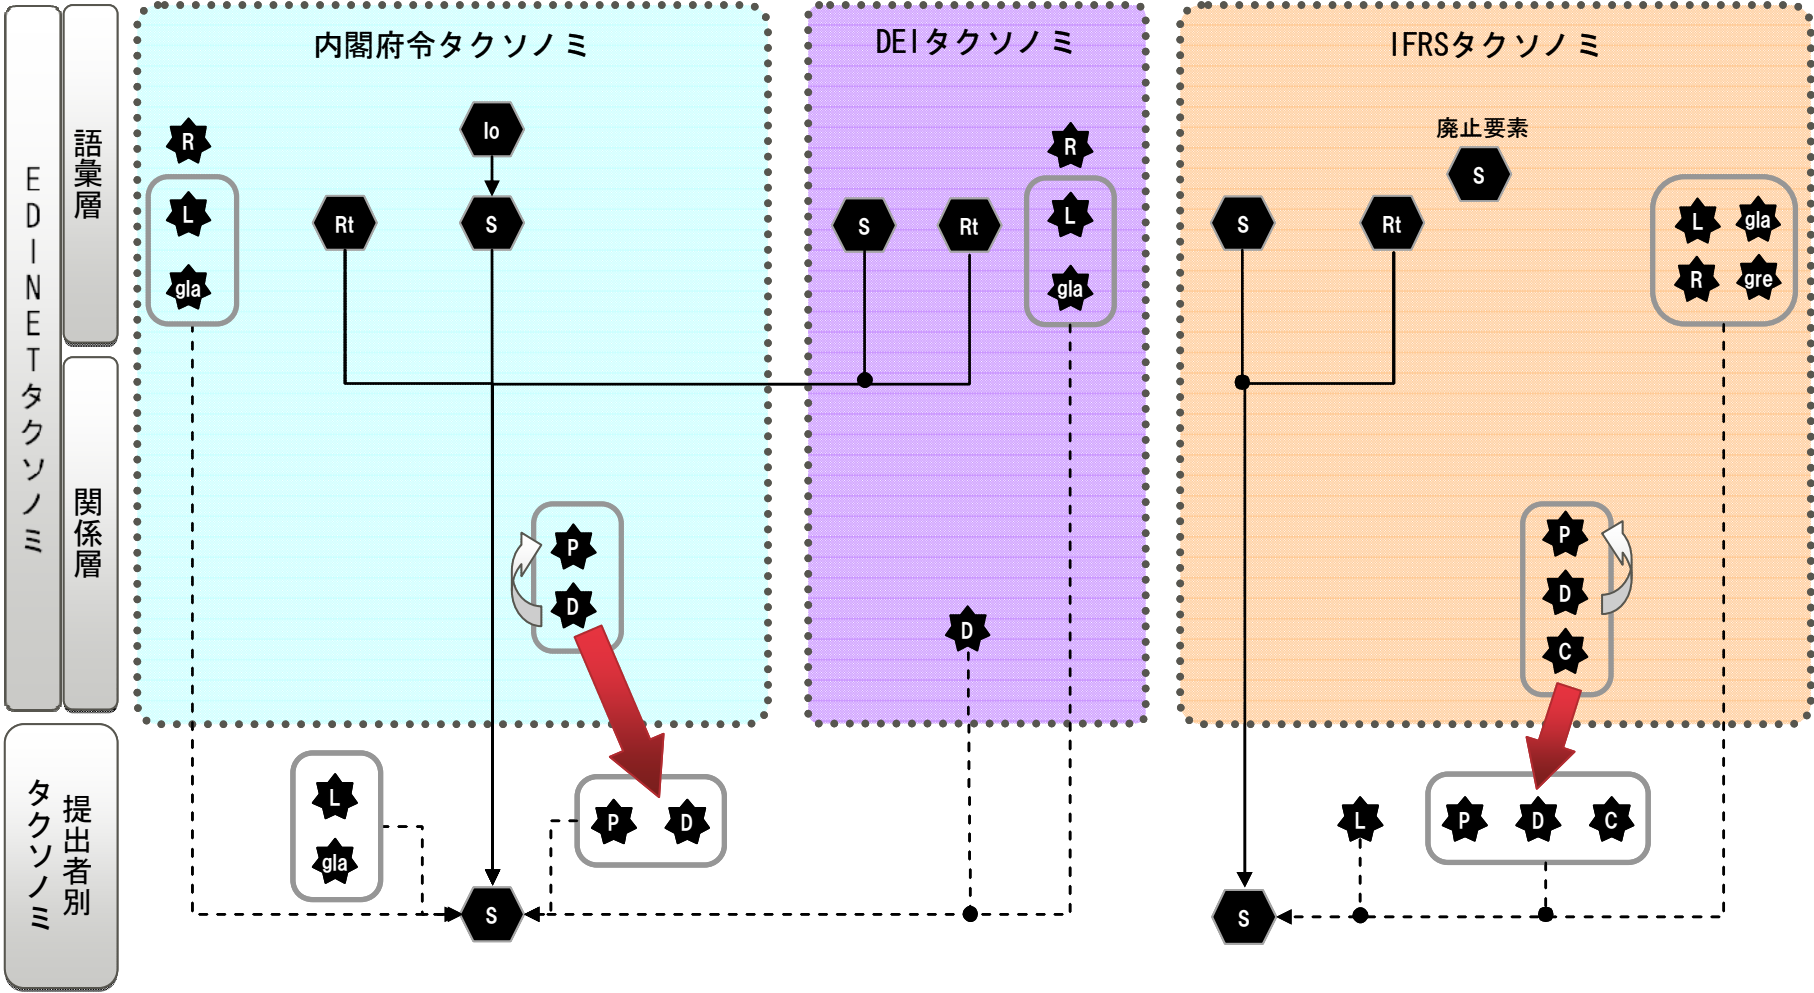 EDINETタクソノミ
語彙層
関係層
提出者別
タクソノミ
内閣府令タクソノミ
R
L
gla
Io
Rt
S
P
D
DEIタクソノミ
S
Rt
R
L
gla
D
IFRSタクソノミ
廃止要素
S
S
Rt
L
gla
R
gre
P
D
C
L
gla
P
D
S
L
P
D
C
S